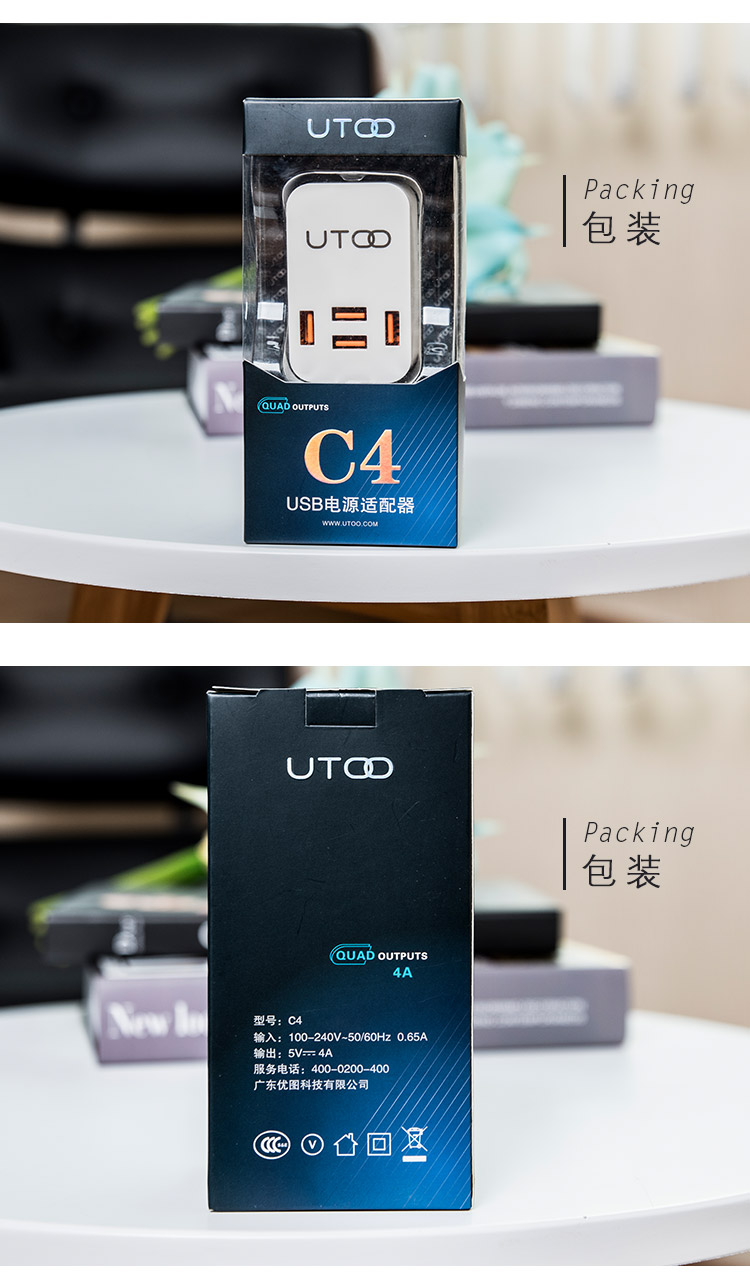 UTOO
Packing
包装
UTOO
QUAD OUTPUTS
C4
USB电源适配器
WWW.UTOO.COM
UTOO
Packing
包装
QUAD OUTPUTS
4A
New
型号：C4
输入：100-240V~50/60Hz 0.65A
输出：5V⎓4A
服务电话：400-0200-400
广东优图科技有限公司
CCC S&E
V